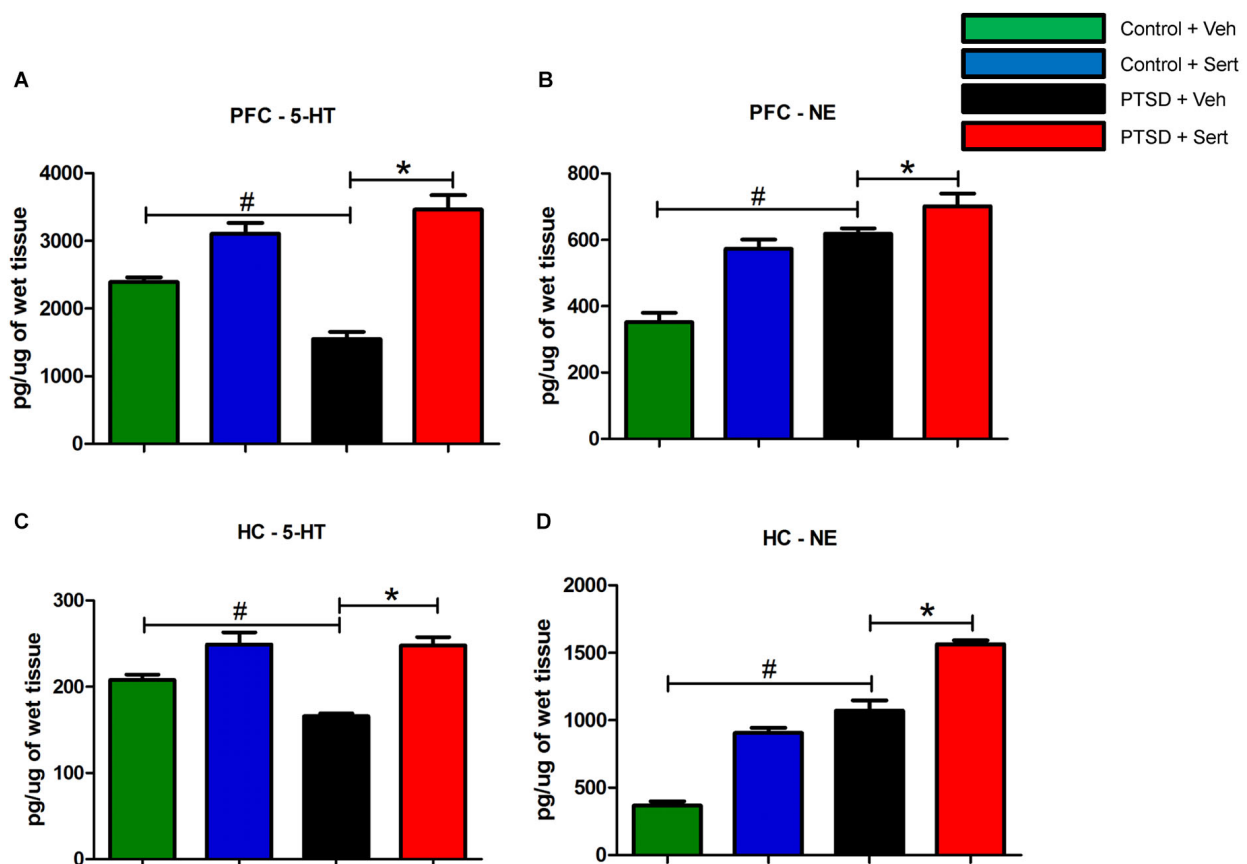 Control + Veh
Control + Sert
PTSD + Veh
PTSD + Sert
A
PFC - 5-HT
pg/ug of wet tissue
4000
3000
2000
1000
0
#
*
B
PFC - NE
pg/ug of wet tissue
800
600
400
200
0
#
*
C
HC - 5-HT
pg/ug of wet tissue
300
200
100
0
#
*
D
HC - NE
pg/ug of wet tissue
2000
1500
1000
500
0
#
*